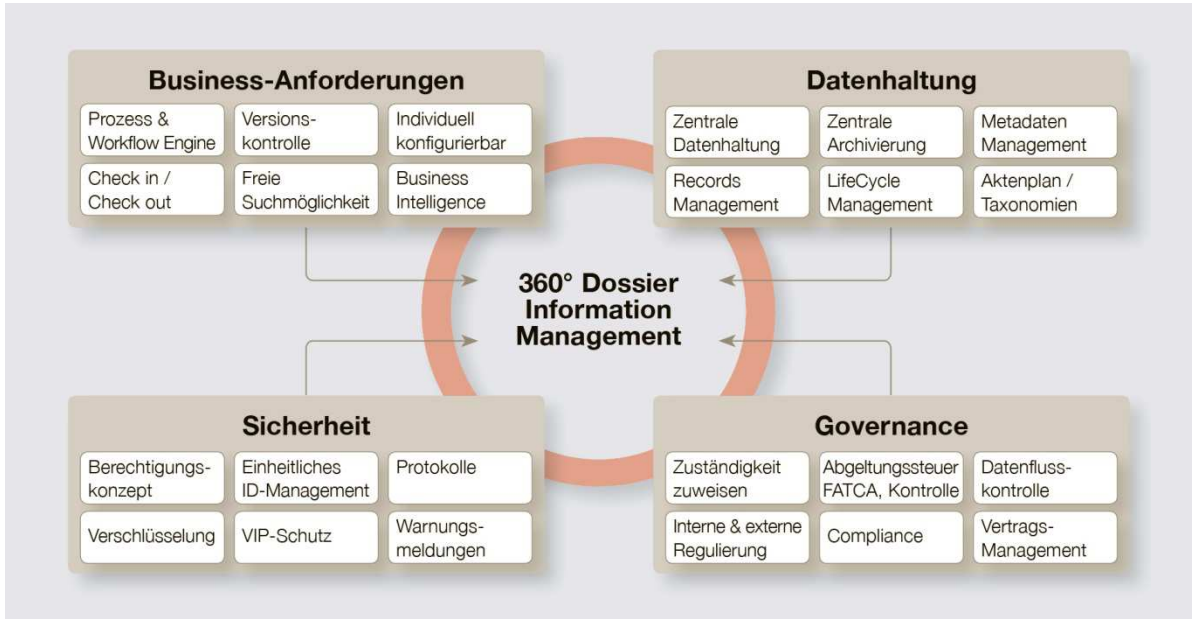 Business-Anforderungen
Prozess &
Workflow Engine
Versions-
kontrolle
Individuell
konfigurierbar
Check in /
Check out
Freie
Suchmöglichkeit
Business
Intelligence
Datenhaltung
Zentrale
Datenhaltung
Zentrale
Archivierung
Metadaten
Management
Records
Management
LifeCycle
Management
Aktenplan /
Taxonomien
360° Dossier
Information
Management
Sicherheit
Berechtigungs-
konzept
Einheitliches
ID-Management
Protokolle
Verschlüsselung
VIP-Schutz
Warnungs-
meldungen
Governance
Zuständigkeit
zuweisen
Abgeltungssteuer
FATCA, Kontrolle
Datenfluss-
kontrolle
Interne & externe
Regulierung
Compliance
Vertrags-
Management